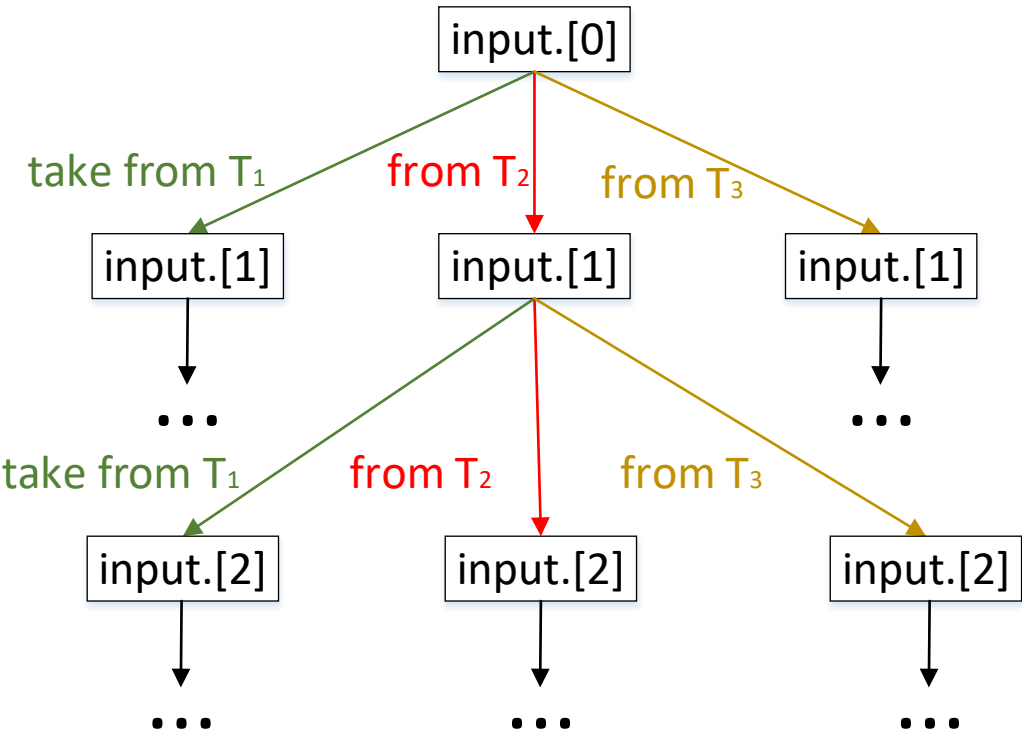 input.[0]
take from T₁
from T₂
from T₃
input.[1]
input.[1]
input.[1]
...
...
take from T₁
from T₂
from T₃
input.[2]
input.[2]
input.[2]
...
...
...